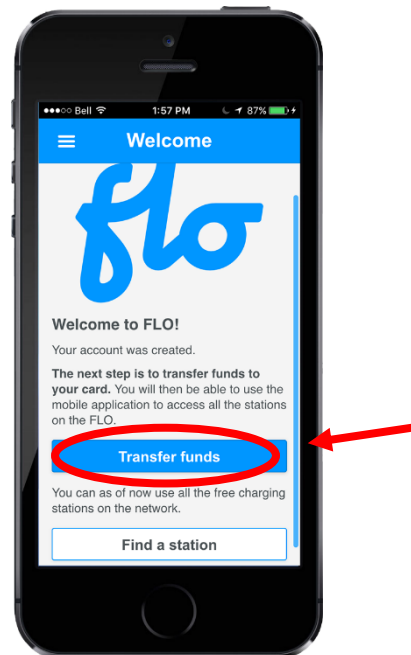 Bell 1:57 PM 87%
Welcome
flo
Welcome to FLO!
Your account was created.
The next step is to transfer funds to
your card. You will then be able to use the
mobile application to access all the stations
on the FLO.
Transfer funds
You can as of now use all the free charging
stations on the network.
Find a station